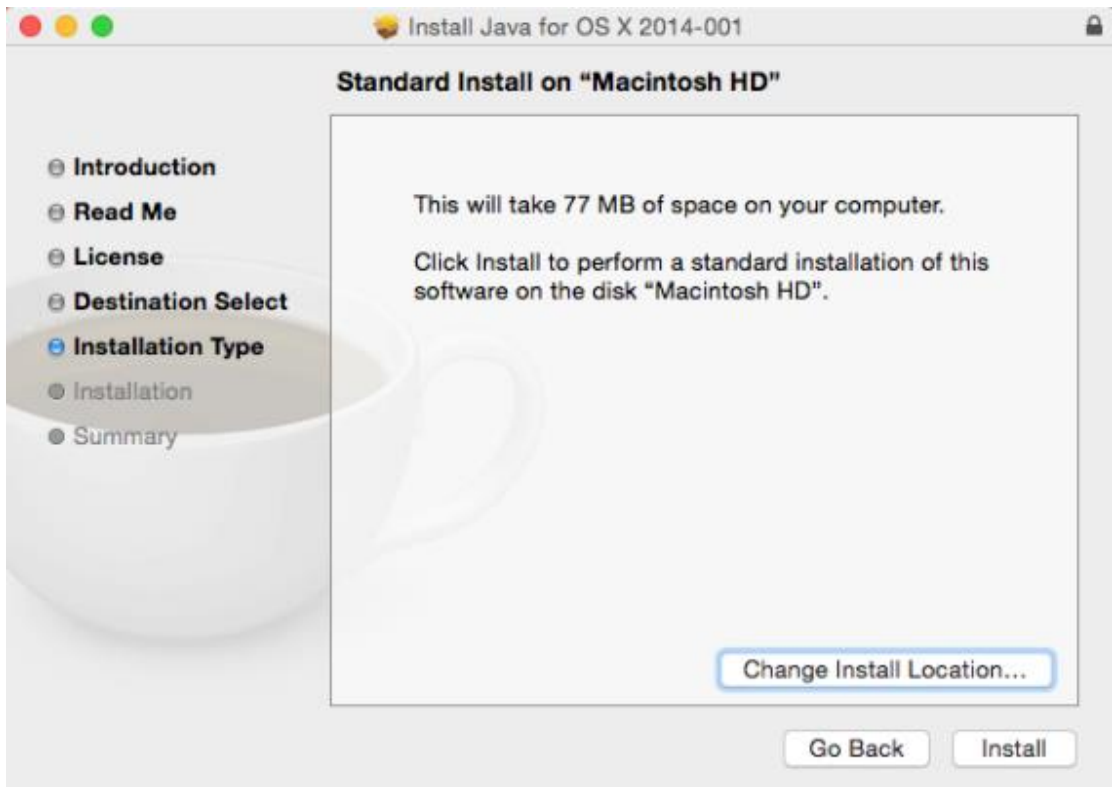 Install Java for OS X 2014-001
Standard Install on “Macintosh HD”
Introduction
Read Me
License
Destination Select
Installation Type
Installation
Summary
This will take 77 MB of space on your computer.
Click Install to perform a standard installation of this
software on the disk “Macintosh HD”.
Change Install Location...
Go Back
Install